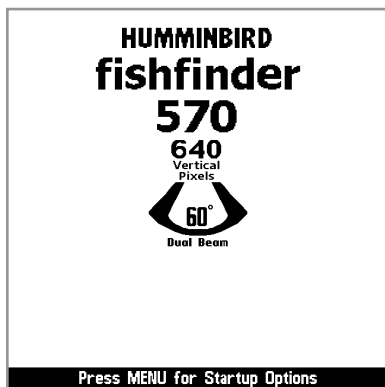 HUMMINBIRD
fishfinder
570
640
Vertical
Pixels
60°
Dual Beam
Press MENU for Startup Options